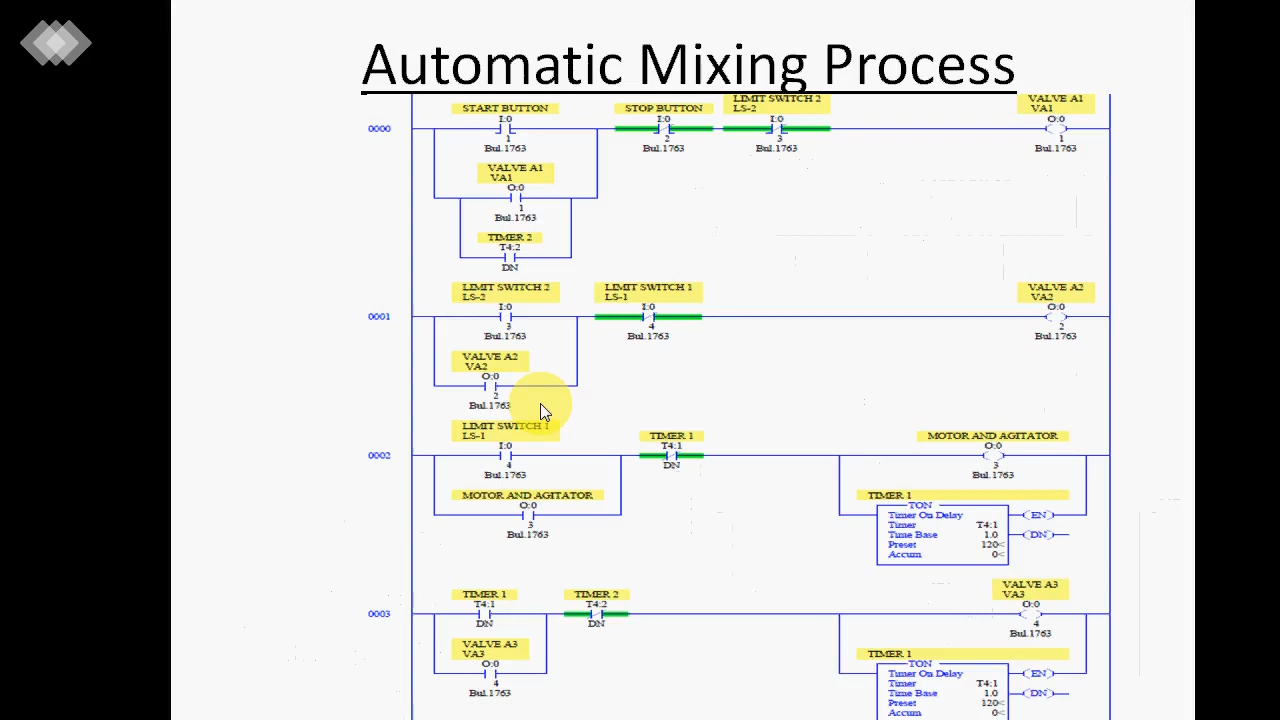 Automatic Mixing Process
START BUTTON
STOP BUTTON
LIMIT SWITCH 2
LS-2
VALVE A1
VA1
0000
I:0
I:0
I:0
O:0
1
2
3
1
Bul.1763
Bul.1763
Bul.1763
Bul.1763
VALVE A1
VA1
O:0
1
Bul.1763
TIMER 2
T4:2
DN
LIMIT SWITCH 2
LS-2
LIMIT SWITCH 1
LS-1
VALVE A2
VA2
0001
I:0
I:0
O:0
3
4
2
Bul.1763
Bul.1763
Bul.1763
VALVE A2
VA2
O:0
2
Bul.1763
LIMIT SWITCH 1
LS-1
TIMER 1
MOTOR AND AGITATOR
0002
I:0
T4:1
O:0
4
DN
3
Bul.1763
Bul.1763
MOTOR AND AGITATOR
O:0
3
Bul.1763
TIMER 1
TON
Timer On Delay
EN
Timer T4:1
Time Base 1.0
DN
Preset 120<
Accum 0<
TIMER 1
TIMER 2
VALVE A3
VA3
0003
T4:1
T4:2
O:0
DN
DN
4
Bul.1763
VALVE A3
VA3
O:0
4
Bul.1763
TIMER 1
TON
Timer On Delay
EN
Timer T4:1
Time Base 1.0
DN
Preset 120<
Accum 0<